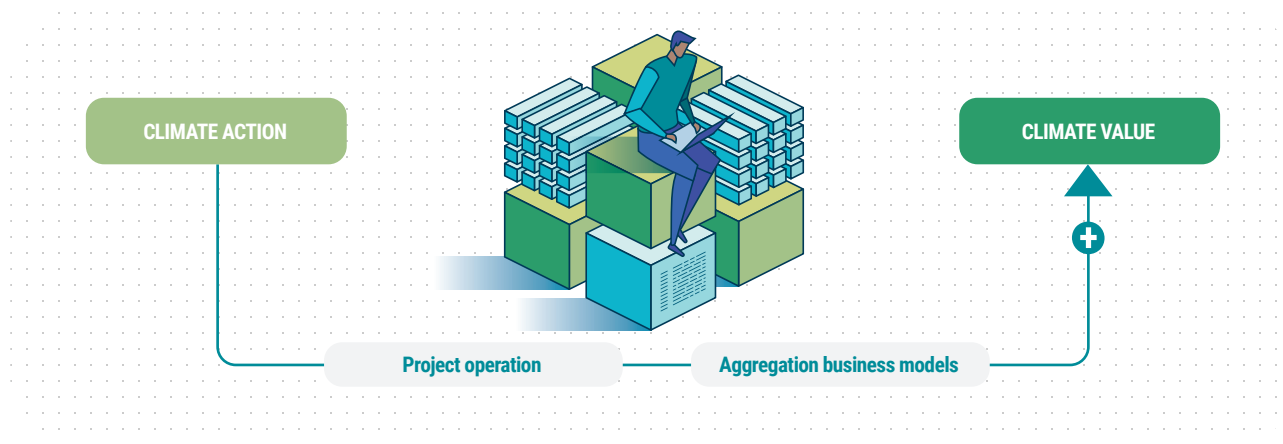 CLIMATE ACTION
CLIMATE VALUE
Project operation
Aggregation business models